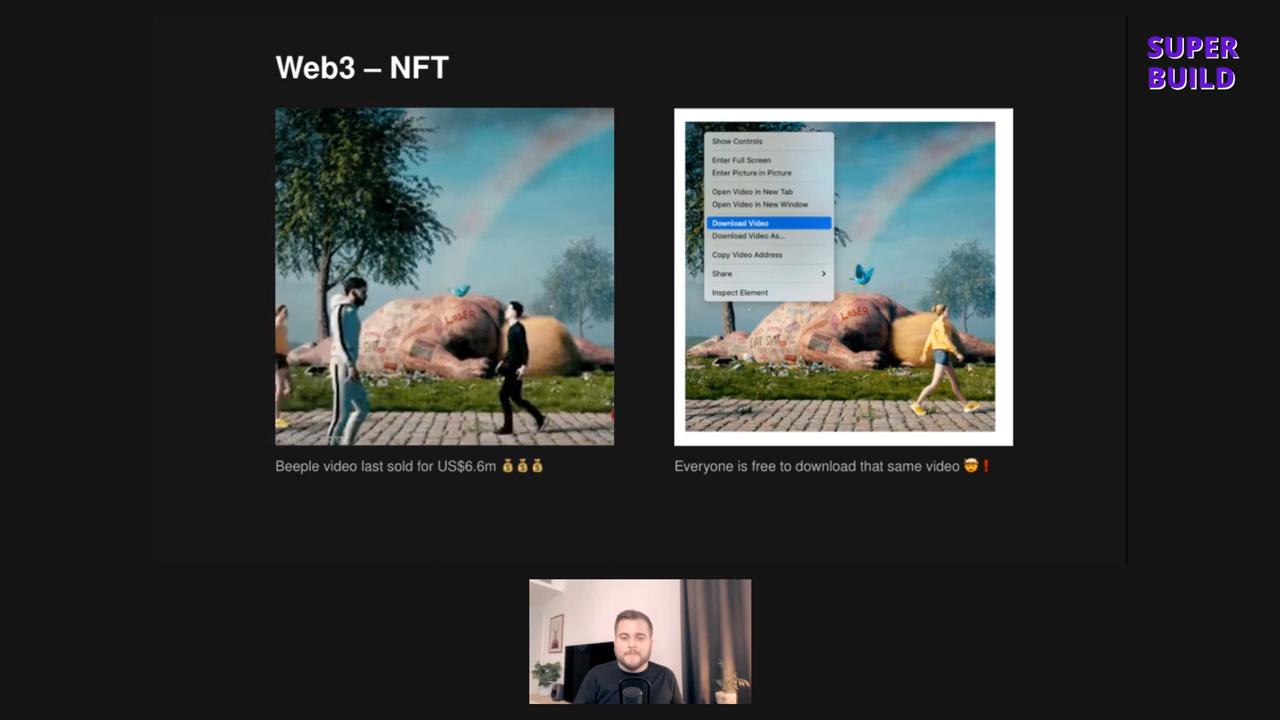 Web3 – NFT
SUPER
BUILD
LOSER
Beeple video last sold for US$6.6m 💰💰💰
Show Controls
Enter Full Screen
Enter Picture in Picture
Open Video in New Tab
Open Video in New Window
Download Video
Download Video As...
Copy Video Address
Share
Inspect Element
LOSER
Everyone is free to download that same video 🤯❗